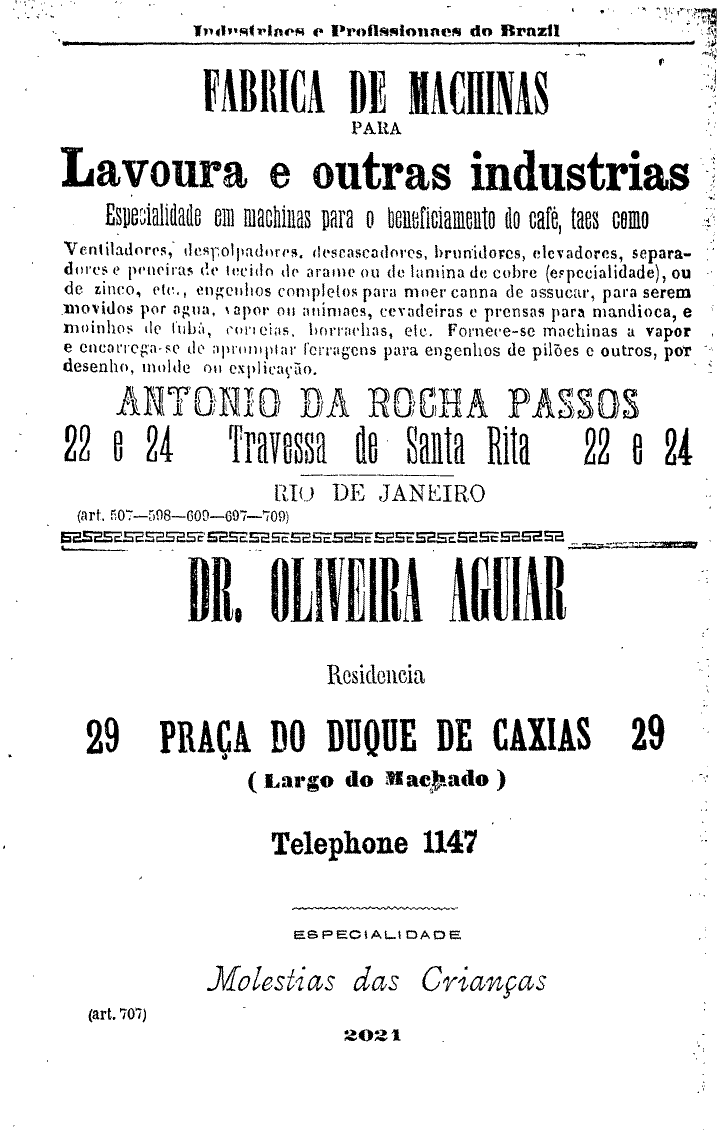 Industriaes e Profissionaes do Brazil
FABRICA DE MACHINAS
PARA
Lavoura e outras industrias
Especialidade em machinas para o beneficiamento do café, taes como
Ventiladores, despolpadores, descascadores, brunidores, elevadores, separa-
dores e peneiras de tecido de arame ou de lamina de cobre (especialidade), ou
de zinco, etc., engenhos completos para moer canna de assucar, para serem
movidos por agua, vapor ou animaes, cevadeiras e prensas para mandioca, e
moinhos de fubá, correias, borrachas, etc. Fornece-se machinas a vapor
e encarrega-se de apromptar ferragens para engenhos de pilões e outros, por
desenho, molde ou explicação.
ANTONIO DA ROCHA PASSOS
22 e 24 Travessa de Santa Rita 22 e 24
RIO DE JANEIRO
(art. 507—598—609—697—709)
DR. OLIVEIRA AGUIAR
Residencia
29 PRAÇA DO DUQUE DE CAXIAS 29
(Largo do Machado)
Telephone 1147
ESPECIALIDADE
Molestias das Crianças
(art. 707)
2021